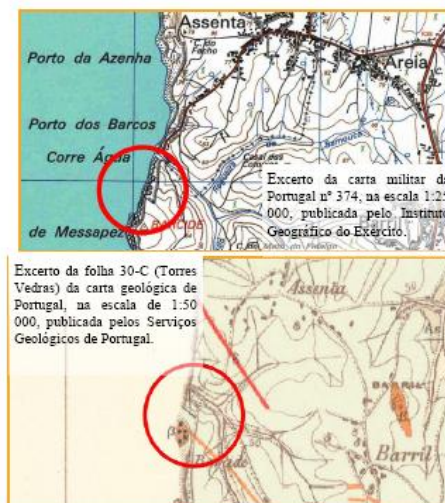 Assenta
C. do Facho
Porto da Azenha
Areia
Porto dos Barcos
Corre Água
de Messapez
Excerto da carta militar de
Portugal nº 374, na escala 1:25
000, publicada pelo Instituto
Geográfico do Exército.
Excerto da folha 30-C (Torres
Vedras) da carta geológica de
Portugal, na escala de 1:50
000, publicada pelos Serviços
Geológicos de Portugal.
Assenta
β
Barril